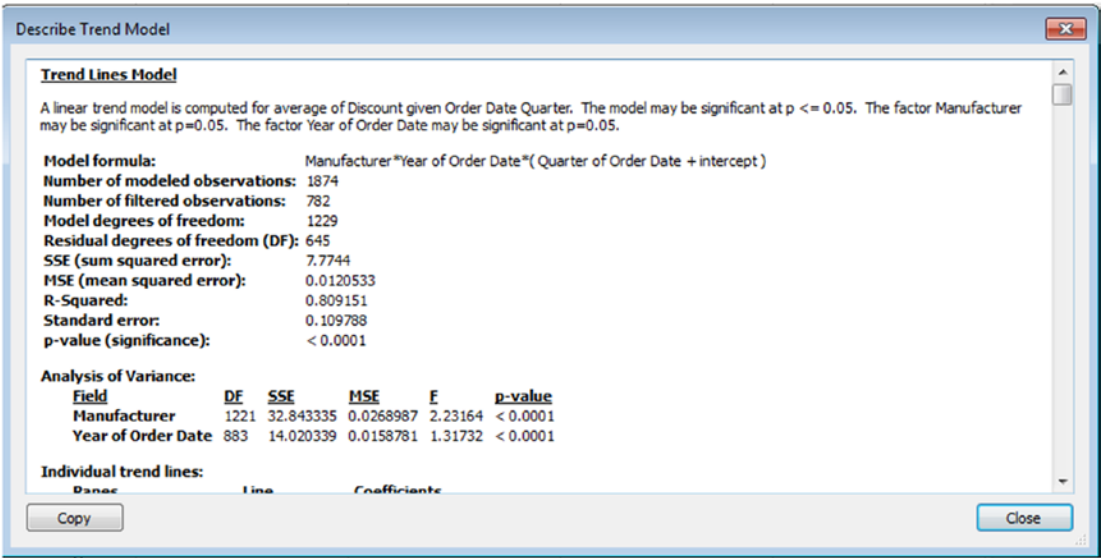 Describe Trend Model
Trend Lines Model
A linear trend model is computed for average of Discount given Order Date Quarter. The model may be significant at p <= 0.05. The factor Manufacturer
may be significant at p=0.05. The factor Year of Order Date may be significant at p=0.05.
Model formula: Manufacturer*Year of Order Date*( Quarter of Order Date + intercept )
Number of modeled observations: 1874
Number of filtered observations: 782
Model degrees of freedom: 1229
Residual degrees of freedom (DF): 645
SSE (sum squared error): 7.7744
MSE (mean squared error): 0.0120533
R-Squared: 0.809151
Standard error: 0.109788
p-value (significance): < 0.0001
Analysis of Variance:
Field DF SSE MSE F p-value
Manufacturer 1221 32.843335 0.0268987 2.23164 < 0.0001
Year of Order Date 883 14.020339 0.0158781 1.31732 < 0.0001
Individual trend lines:
Panes Line Coefficients
Copy Close